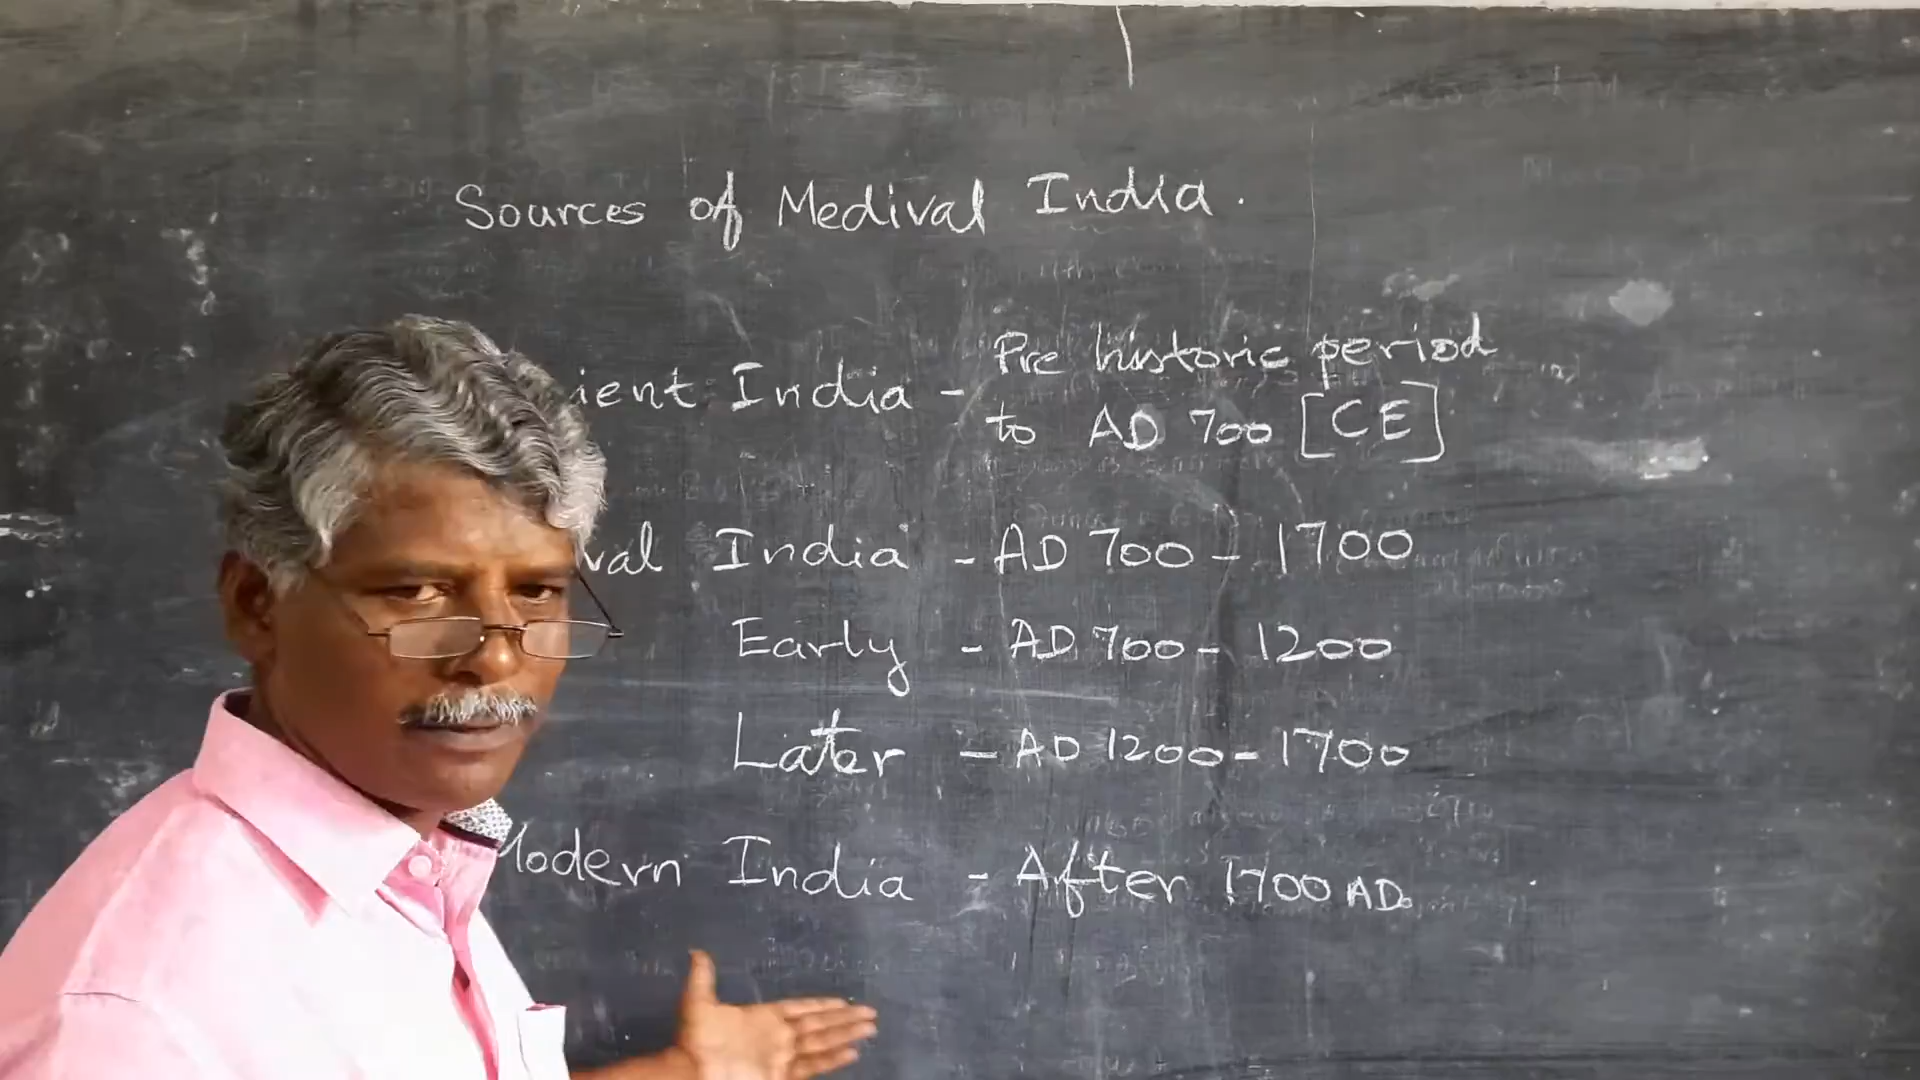 Sources of Medival India.
ient India - Pre historic period
to AD 700 [CE]
val India - AD 700 - 1700
Early - AD 700 - 1200
Later - AD 1200 - 1700
Modern India - After 1700 AD.